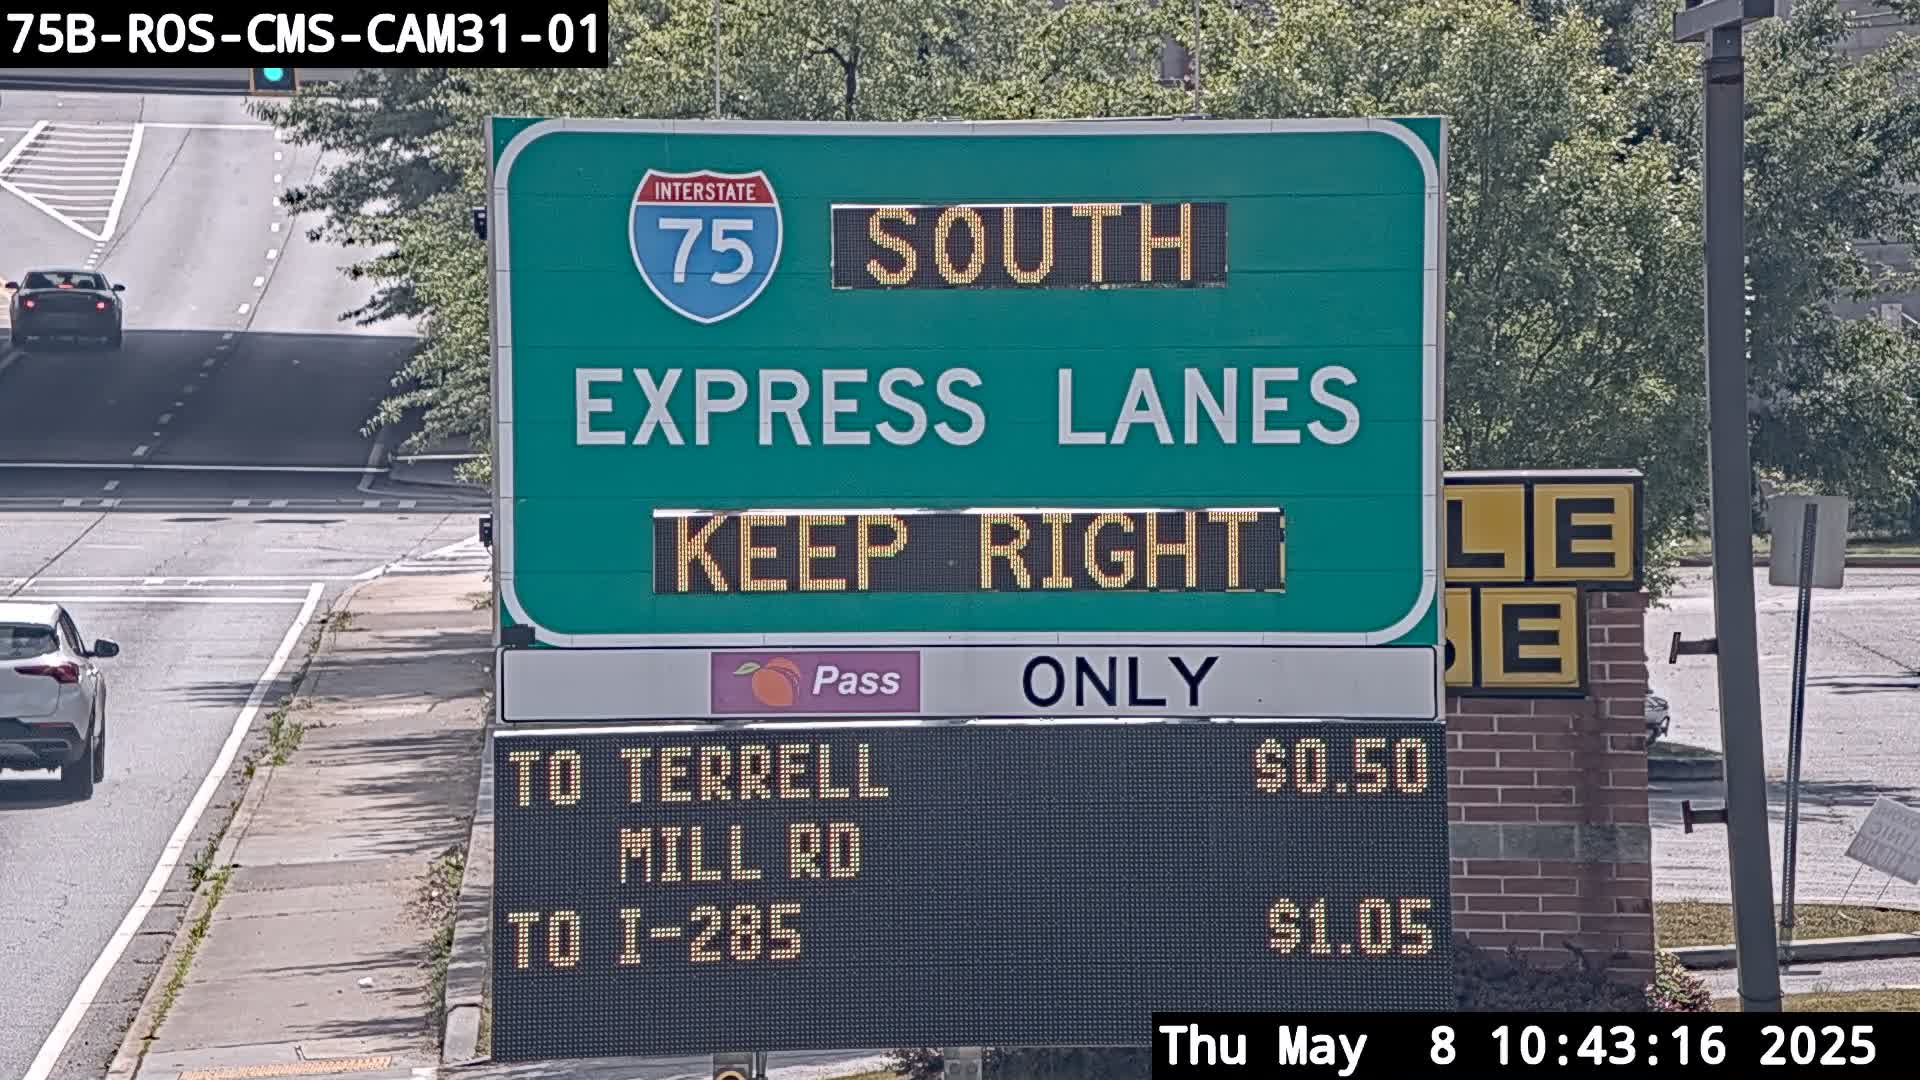 75B-ROS-CMS-CAM31-01
INTERSTATE
75
SOUTH
EXPRESS LANES
KEEP RIGHT
Pass ONLY
TO TERRELL $0.50
MILL RD
TO I-285 $1.05
LE
E
Thu May 8 10:43:16 2025